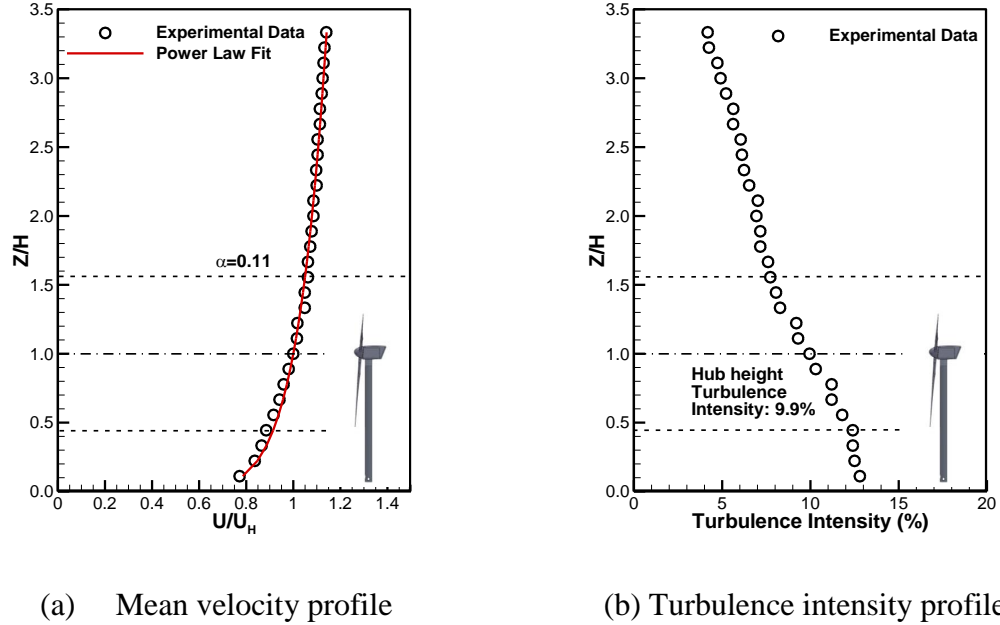 3.5
3.0
2.5
2.0
1.5
1.0
0.5
0.0
Z/H
Experimental Data
Power Law Fit
α=0.11
0 0.2 0.4 0.6 0.8 1 1.2 1.4
U/U_H
3.5
3.0
2.5
2.0
1.5
1.0
0.5
0.0
Z/H
Experimental Data
Hub height
Turbulence
Intensity: 9.9%
0 5 10 15 20
Turbulence Intensity (%)
(a) Mean velocity profile
(b) Turbulence intensity profile